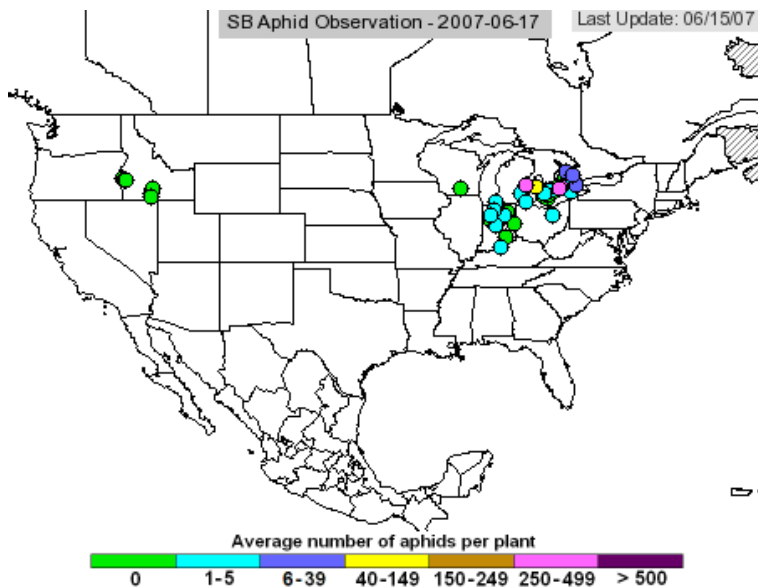 SB Aphid Observation - 2007-06-17
Last Update: 06/15/07
Average number of aphids per plant
0 1-5 6-39 40-149 150-249 250-499 > 500